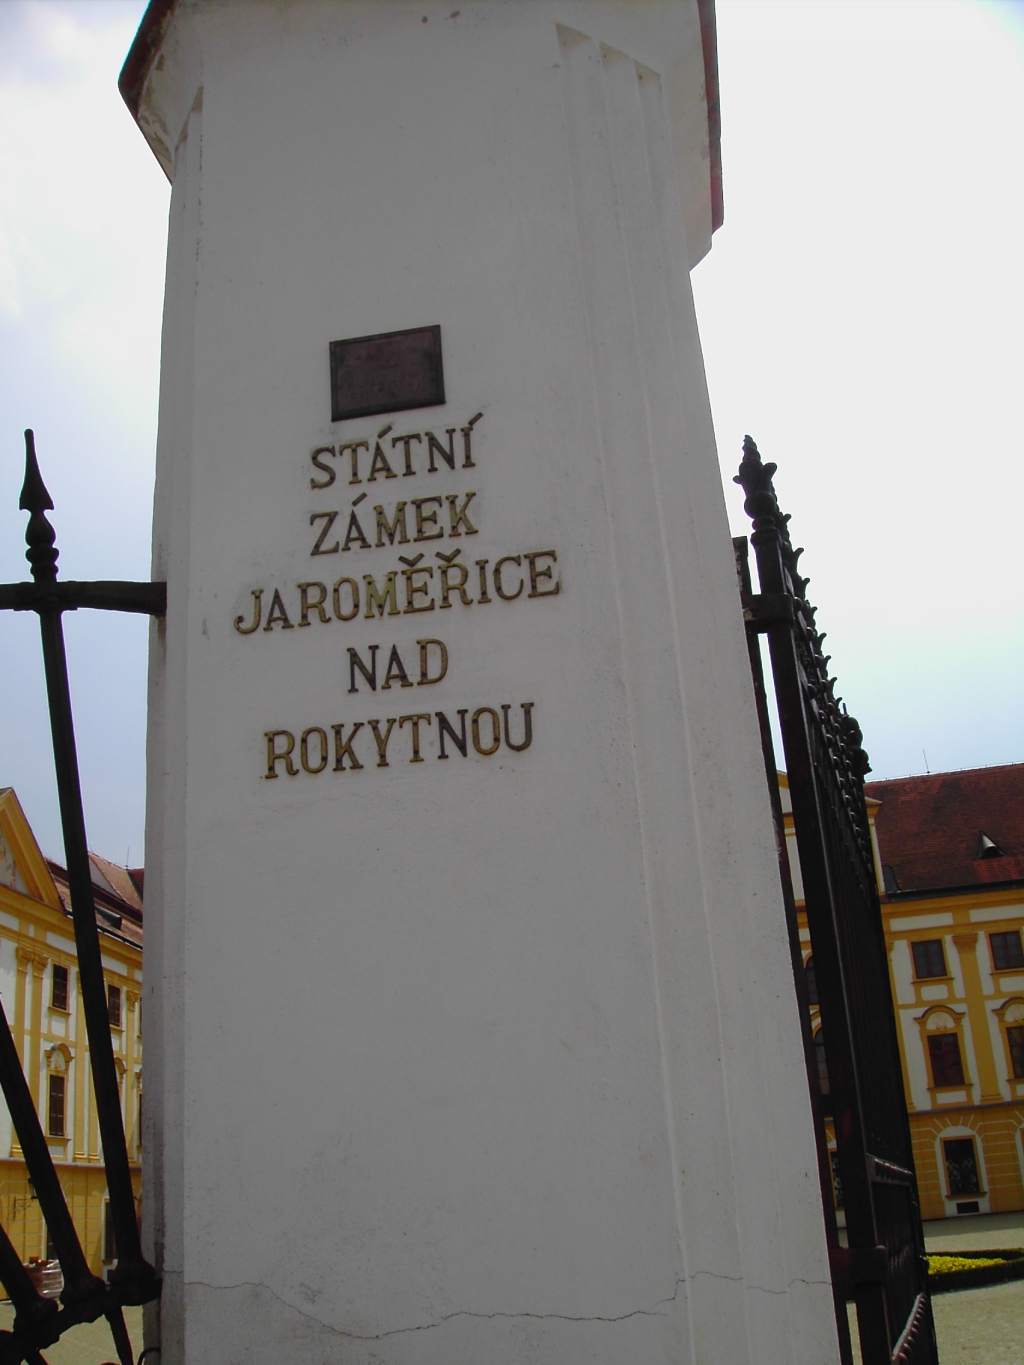 STÁTNÍ
ZÁMEK
JAROMĚŘICE
NAD
ROKYTNOU